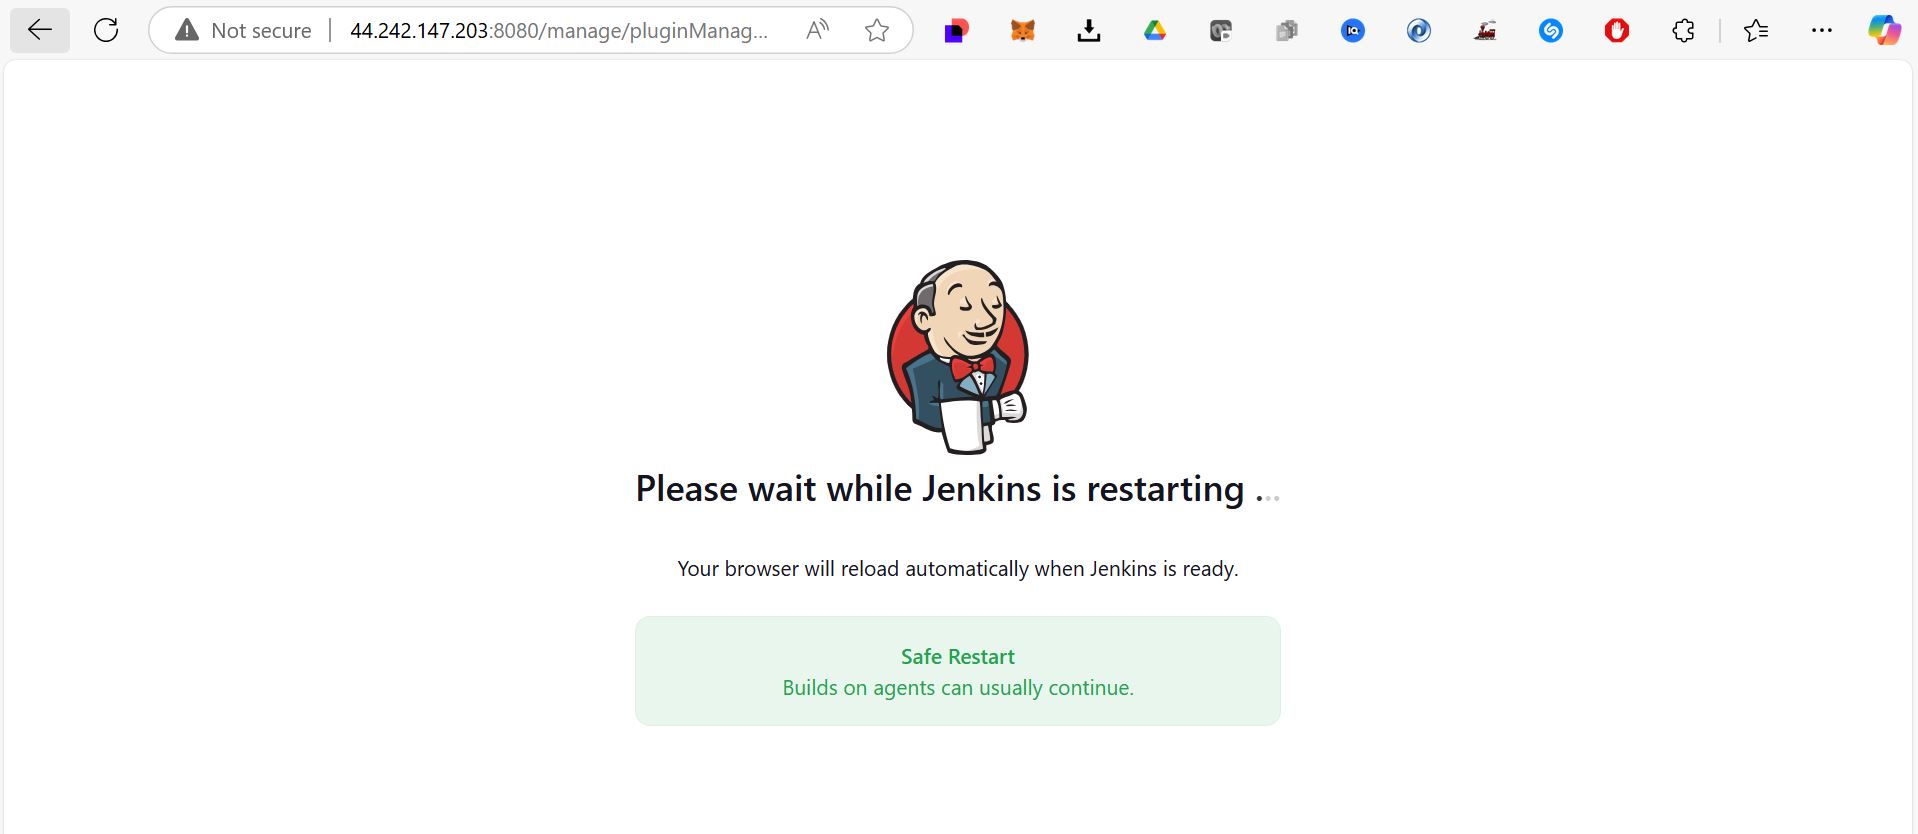 Not secure
44.242.147.203:8080/manage/pluginManag...
Please wait while Jenkins is restarting ...
Your browser will reload automatically when Jenkins is ready.
Safe Restart
Builds on agents can usually continue.